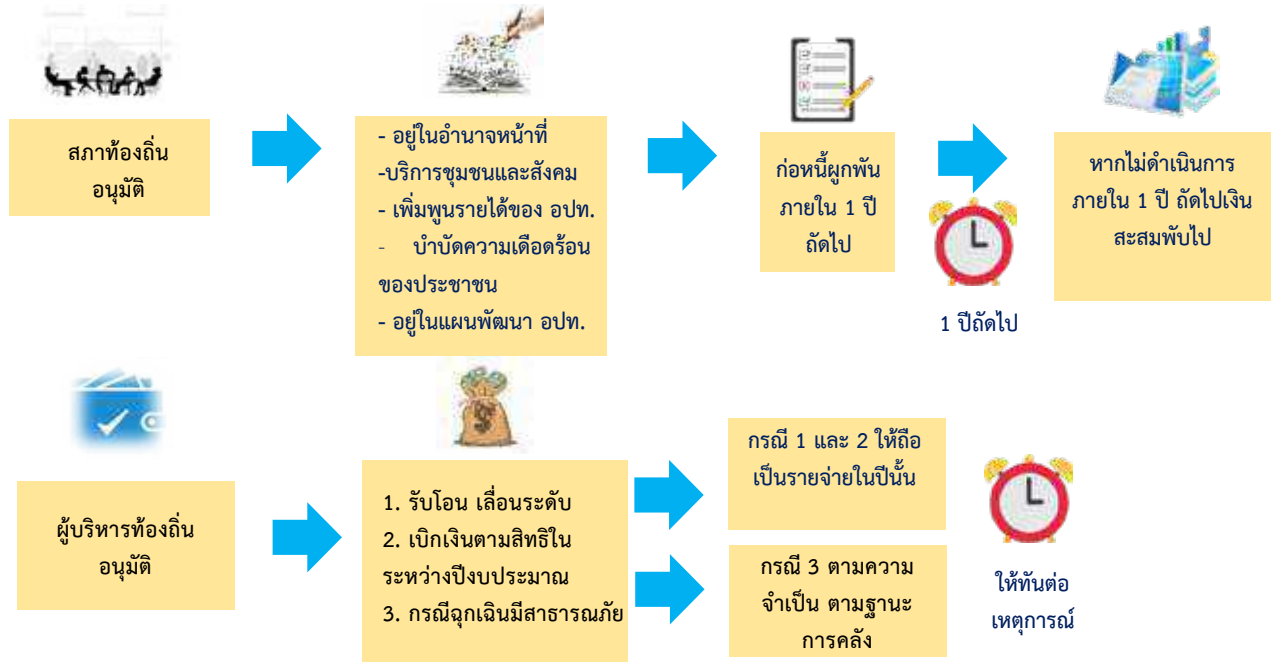 สภาท้องถิ่น
อนุมัติ
- อยู่ในอำนาจหน้าที่
-บริการชุมชนและสังคม
- เพิ่มพูนรายได้ของ อปท.
- บำบัดความเดือดร้อน
ของประชาชน
- อยู่ในแผนพัฒนา อปท.
ก่อหนี้ผูกพัน
ภายใน 1 ปี
ถัดไป
1 ปีถัดไป
หากไม่ดำเนินการ
ภายใน 1 ปี ถัดไปเงิน
สะสมพับไป
ผู้บริหารท้องถิ่น
อนุมัติ
1. รับโอน เลื่อนระดับ
2. เบิกเงินตามสิทธิใน
ระหว่างปีงบประมาณ
3. กรณีฉุกเฉินมีสาธารณภัย
กรณี 1 และ 2 ให้ถือ
เป็นรายจ่ายในปีนั้น
กรณี 3 ตามความ
จำเป็น ตามฐานะ
การคลัง
ให้ทันต่อ
เหตุการณ์